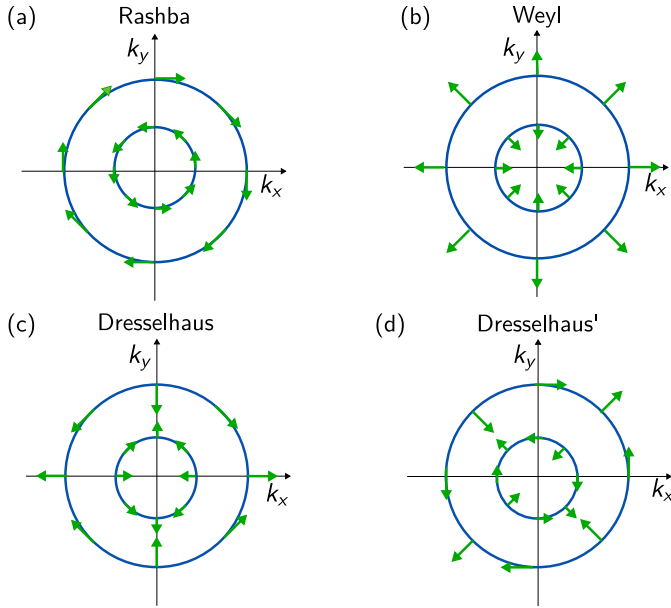 (a)
Rashba
k_y
k_x
(b)
Weyl
k_y
k_x
(c)
Dresselhaus
k_y
k_x
(d)
Dresselhaus'
k_y
k_x